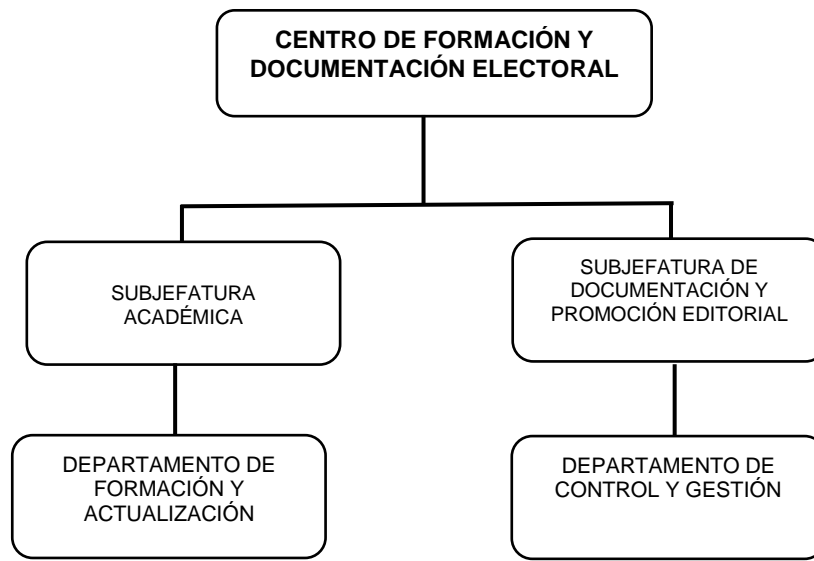 CENTRO DE FORMACIÓN Y
DOCUMENTACIÓN ELECTORAL
SUBJEFATURA
ACADÉMICA
SUBJEFATURA DE
DOCUMENTACIÓN Y
PROMOCIÓN EDITORIAL
DEPARTAMENTO DE
FORMACIÓN Y
ACTUALIZACIÓN
DEPARTAMENTO DE
CONTROL Y GESTIÓN